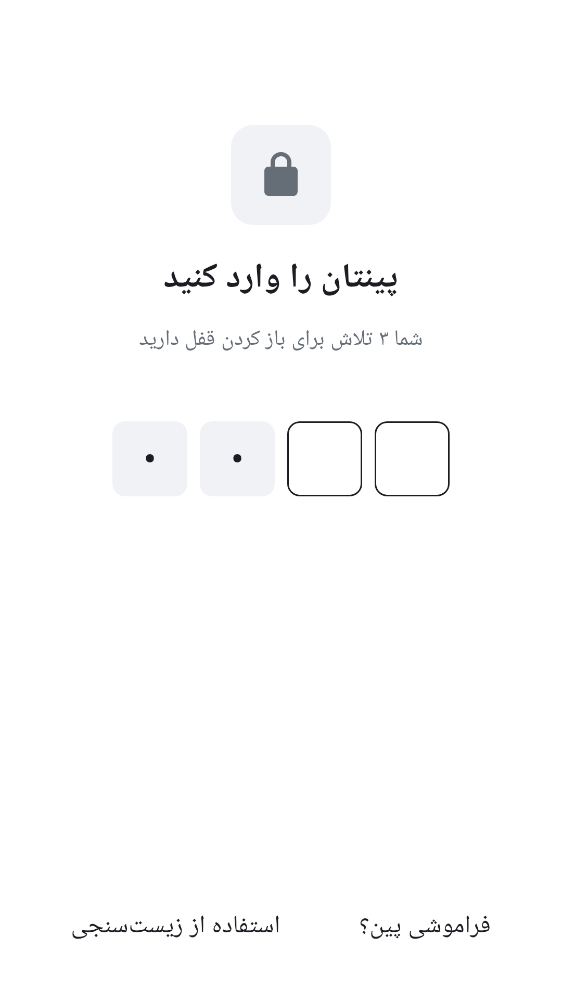 پینتان را وارد کنید
شما ۳ تلاش برای باز کردن قفل دارید
فراموشی پین؟
استفاده از زیست‌سنجی